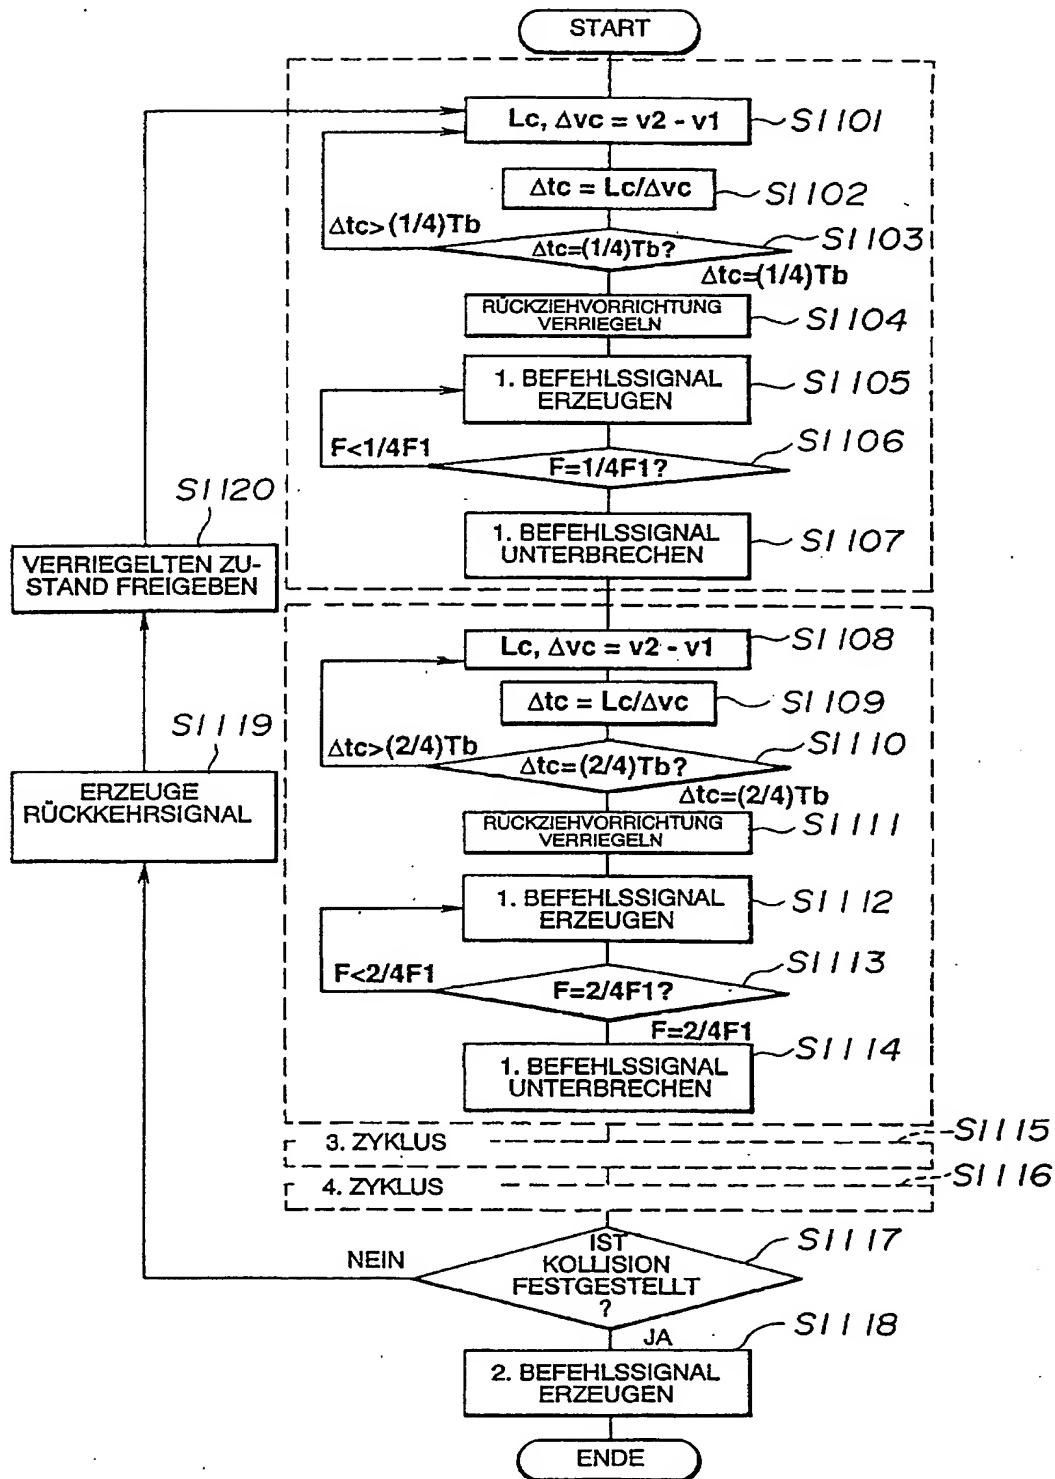 START
Lc, Δvc = v2 - v1
S1101
Δtc = Lc/Δvc
S1102
Δtc>(1/4)Tb
Δtc=(1/4)Tb?
S1103
Δtc=(1/4)Tb
RÜCKZIEHVORRICHTUNG
VERRIEGELN
S1104
1. BEFEHLSSIGNAL
ERZEUGEN
S1105
F<1/4F1
F=1/4F1?
S1106
1. BEFEHLSSIGNAL
UNTERBRECHEN
S1107
S1120
VERRIEGELTEN ZU-
STAND FREIGEBEN
Lc, Δvc = v2 - v1
S1108
Δtc = Lc/Δvc
S1109
Δtc>(2/4)Tb
Δtc=(2/4)Tb?
S1110
Δtc=(2/4)Tb
S1119
ERZEUGE
RÜCKKEHRSIGNAL
RÜCKZIEHVORRICHTUNG
VERRIEGELN
S1111
1. BEFEHLSSIGNAL
ERZEUGEN
S1112
F<2/4F1
F=2/4F1?
S1113
F=2/4F1
1. BEFEHLSSIGNAL
UNTERBRECHEN
S1114
3. ZYKLUS
S1115
4. ZYKLUS
S1116
NEIN
IST
KOLLISION
FESTGESTELLT
?
S1117
JA
2. BEFEHLSSIGNAL
ERZEUGEN
S1118
ENDE